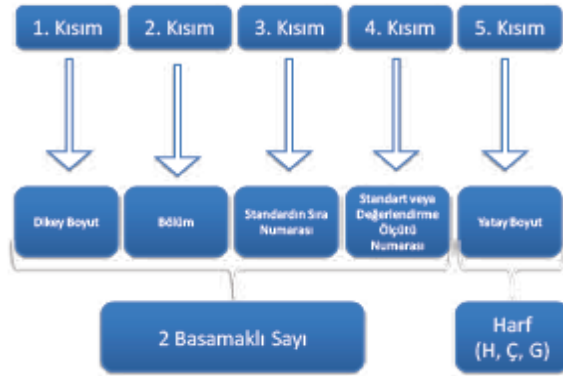 1. Kısım
2. Kısım
3. Kısım
4. Kısım
5. Kısım
Dikey Boyut
Bölüm
Standardın Sıra
Numarası
Standart veya
Değerlendirme
Ölçütü
Numarası
Yatay Boyut
2 Basamaklı Sayı
Harf
(H, Ç, G)